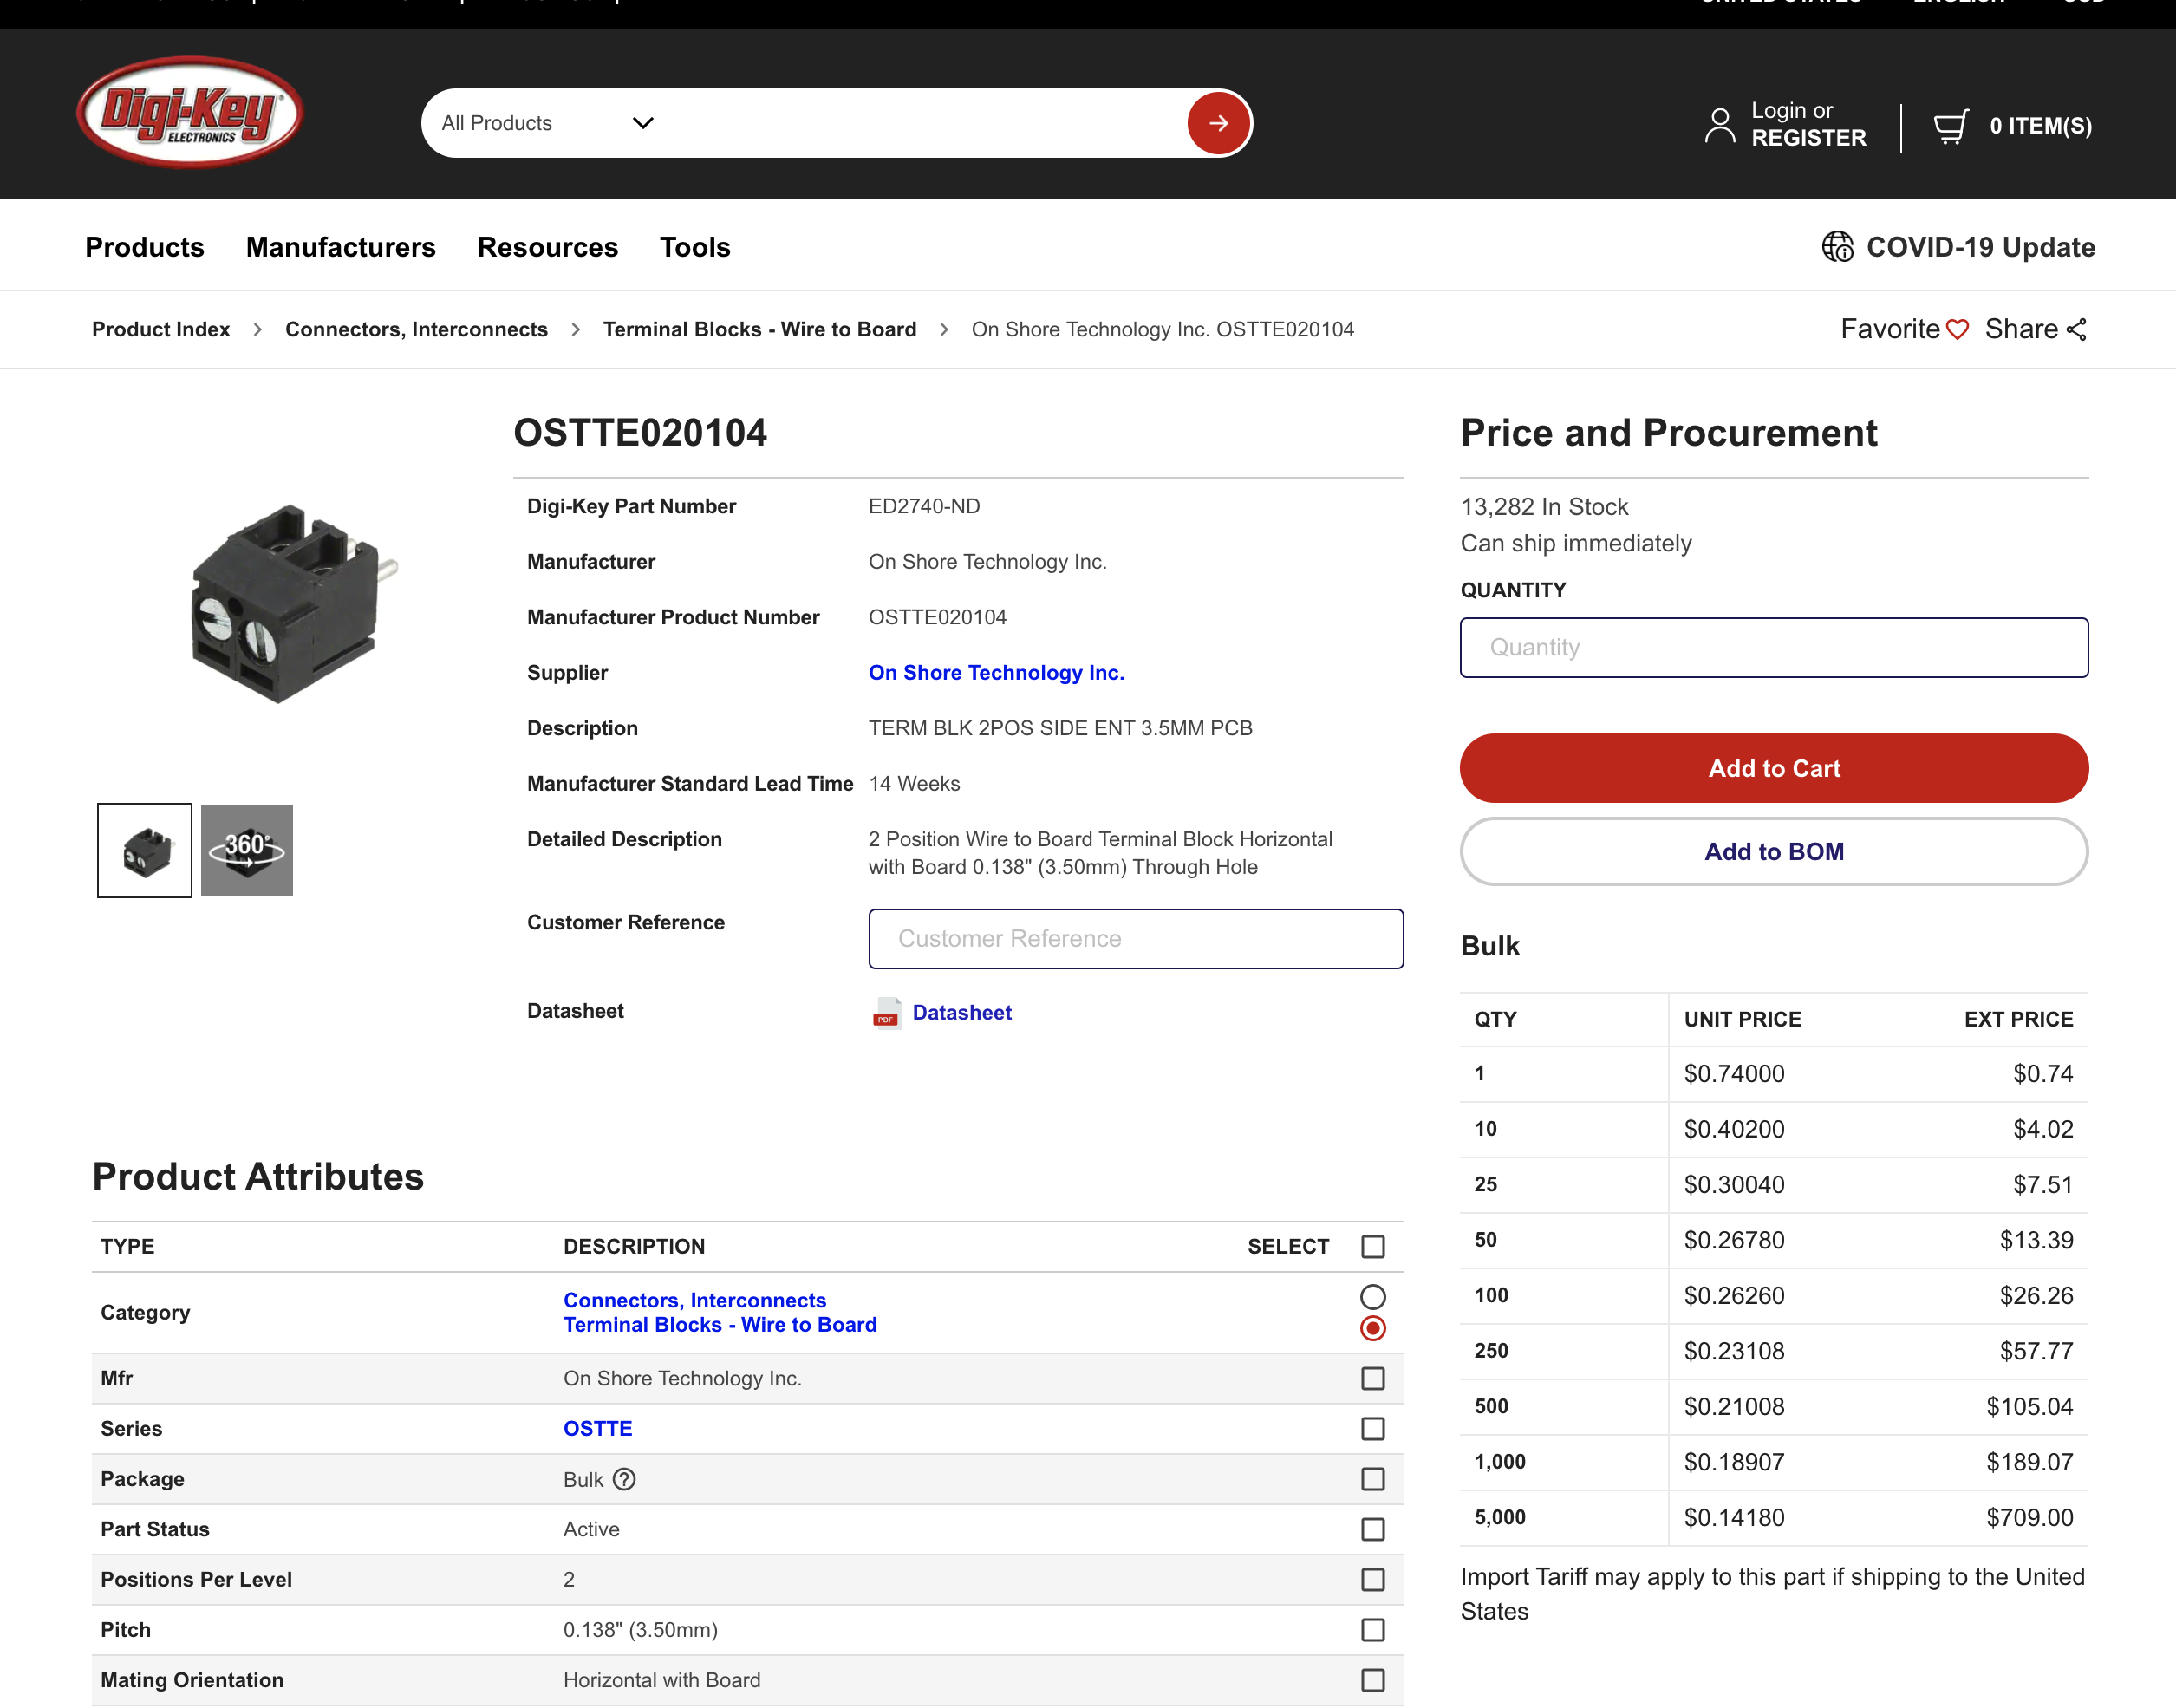 UNITED STATES ENGLISH USD
Digi-Key
ELECTRONICS
All Products
Login or
REGISTER
0 ITEM(S)
Products Manufacturers Resources Tools
COVID-19 Update
Product Index > Connectors, Interconnects > Terminal Blocks - Wire to Board > On Shore Technology Inc. OSTTE020104
Favorite Share
OSTTE020104
Digi-Key Part Number ED2740-ND
Manufacturer On Shore Technology Inc.
Manufacturer Product Number OSTTE020104
Supplier On Shore Technology Inc.
Description TERM BLK 2POS SIDE ENT 3.5MM PCB
Manufacturer Standard Lead Time 14 Weeks
Detailed Description 2 Position Wire to Board Terminal Block Horizontal
with Board 0.138" (3.50mm) Through Hole
Customer Reference Customer Reference
Datasheet PDF Datasheet
360°
Price and Procurement
13,282 In Stock
Can ship immediately
QUANTITY
Quantity
Add to Cart
Add to BOM
Bulk
QTY UNIT PRICE EXT PRICE
1 $0.74000 $0.74
10 $0.40200 $4.02
25 $0.30040 $7.51
50 $0.26780 $13.39
100 $0.26260 $26.26
250 $0.23108 $57.77
500 $0.21008 $105.04
1,000 $0.18907 $189.07
5,000 $0.14180 $709.00
Import Tariff may apply to this part if shipping to the United
States
Product Attributes
TYPE DESCRIPTION SELECT
Category Connectors, Interconnects
Terminal Blocks - Wire to Board
Mfr On Shore Technology Inc.
Series OSTTE
Package Bulk ?
Part Status Active
Positions Per Level 2
Pitch 0.138" (3.50mm)
Mating Orientation Horizontal with Board